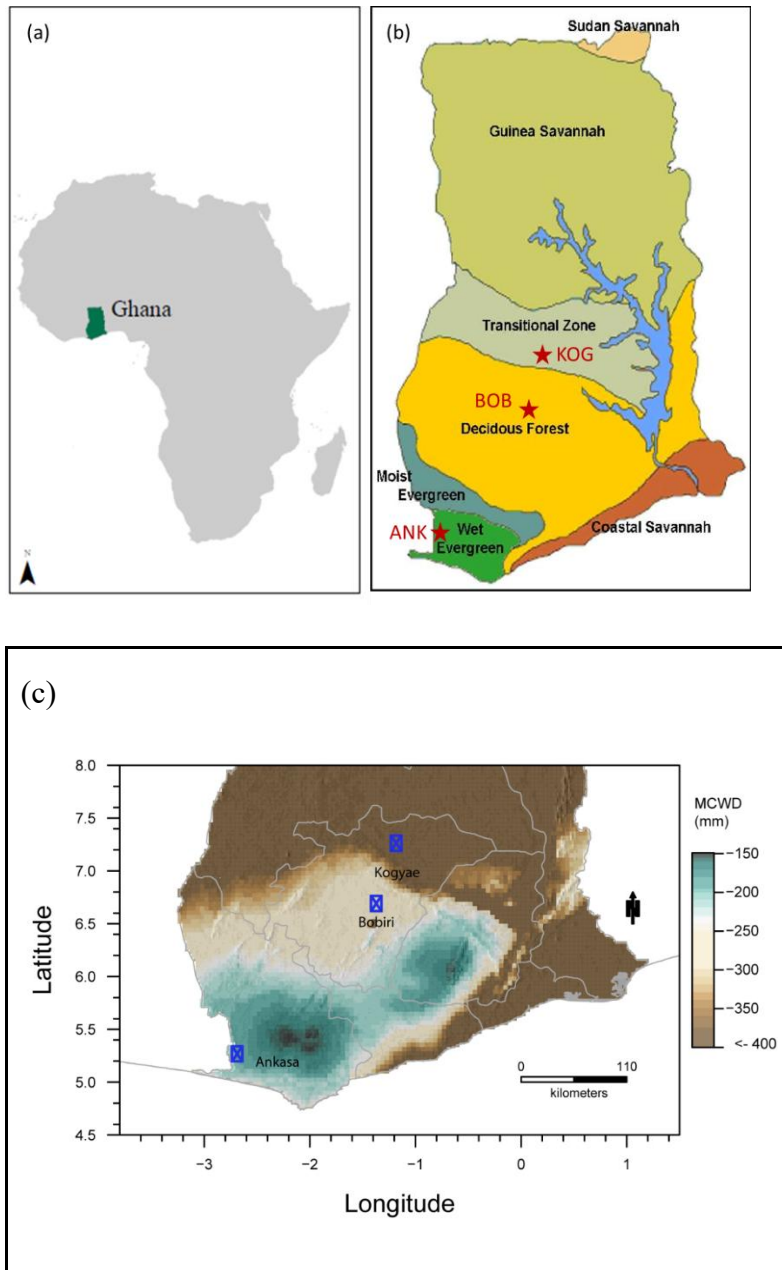 (a)
Ghana
N
(b)
Sudan Savannah
Guinea Savannah
Transitional Zone
KOG
BOB
Decidous Forest
Moist
Evergreen
ANK
Wet
Evergreen
Coastal Savannah
(c)
8.0
7.5
7.0
6.5
6.0
5.5
5.0
4.5
Latitude
Kogyae
Bobiri
Ankasa
0 110
kilometers
−3 −2 −1 0 1
Longitude
MCWD
(mm)
−150
−200
−250
−300
−350
<- 400
N